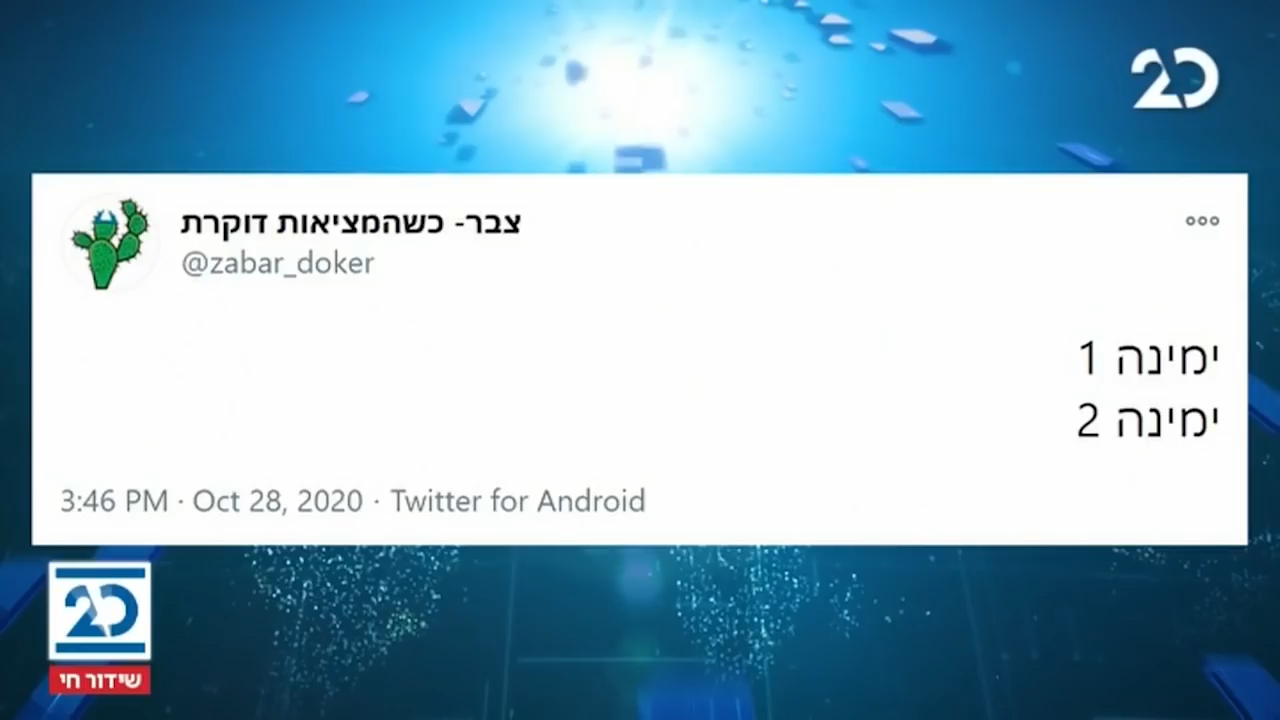 20
צבר- כשהמציאות דוקרת
@zabar_doker
ימינה 1
ימינה 2
3:46 PM · Oct 28, 2020 · Twitter for Android
20
שידור חי